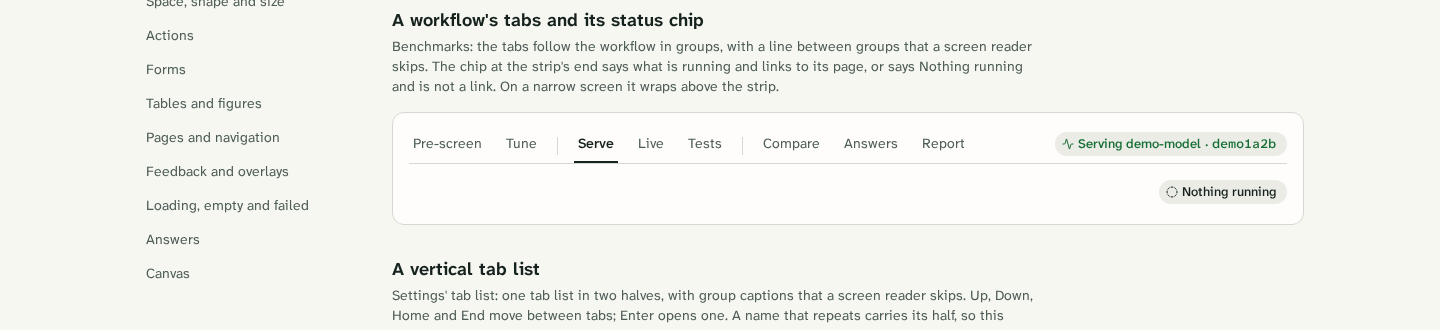 Space, shape and size
Actions
Forms
Tables and figures
Pages and navigation
Feedback and overlays
Loading, empty and failed
Answers
Canvas
A workflow's tabs and its status chip
Benchmarks: the tabs follow the workflow in groups, with a line between groups that a screen reader
skips. The chip at the strip's end says what is running and links to its page, or says Nothing running
and is not a link. On a narrow screen it wraps above the strip.
Pre-screen Tune Serve Live Tests Compare Answers Report Serving demo-model · demo1a2b
Nothing running
A vertical tab list
Settings' tab list: one tab list in two halves, with group captions that a screen reader skips. Up, Down,
Home and End move between tabs; Enter opens one. A name that repeats carries its half, so this